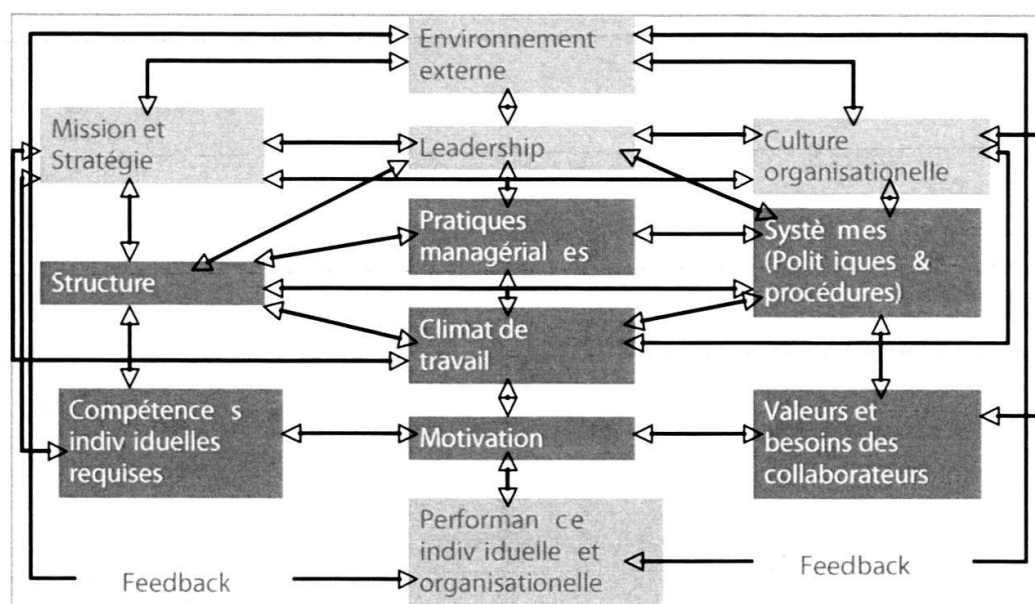 Environnement
externe
Mission et
Stratégie
Leadership
Culture
organisationelle
Pratiques
managérial es
Systè mes
(Polit iques &
procédures)
Structure
Climat de
travail
Compétence s
indiv iduelles
requises
Motivation
Valeurs et
besoins des
collaborateurs
Performan ce
indiv iduelle et
organisationelle
Feedback
Feedback